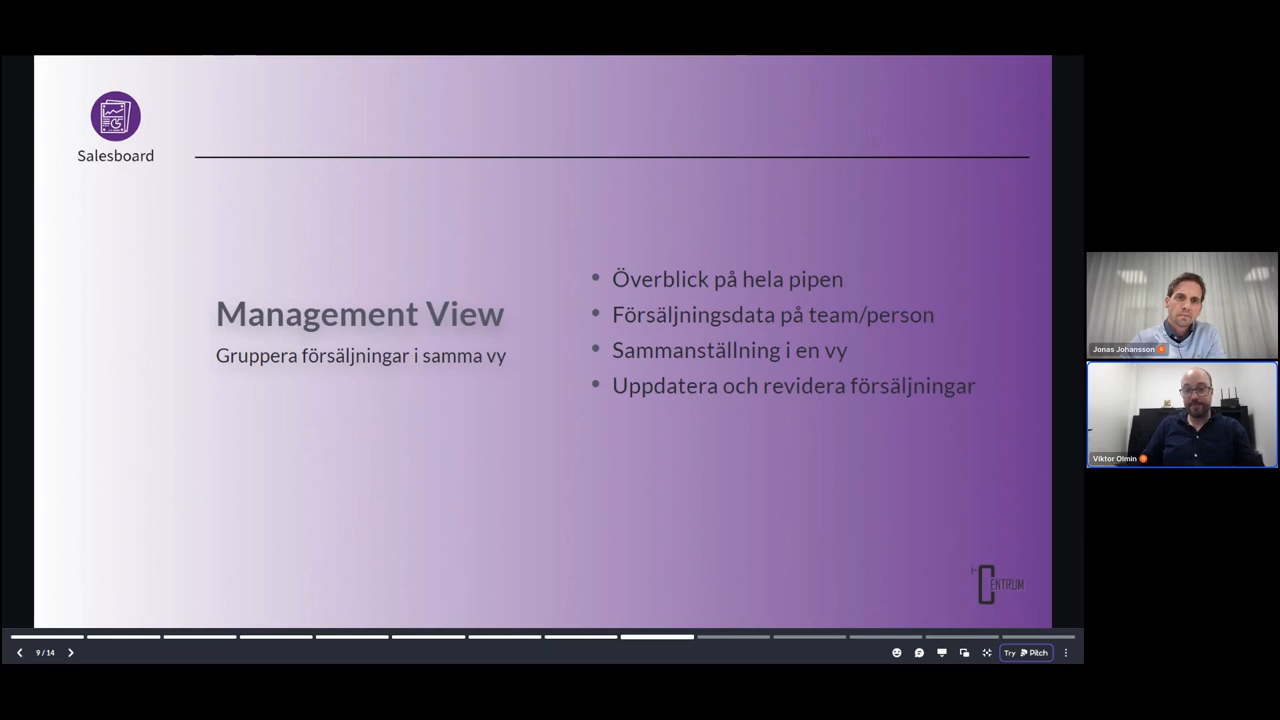 Salesboard
Management View
Gruppera försäljningar i samma vy
• Överblick på hela pipen
• Försäljningsdata på team/person
• Sammanställning i en vy
• Uppdatera och revidera försäljningar
i-CENTRUM
Jonas Johansson
Viktor Olmin
9 / 14
Try Pitch